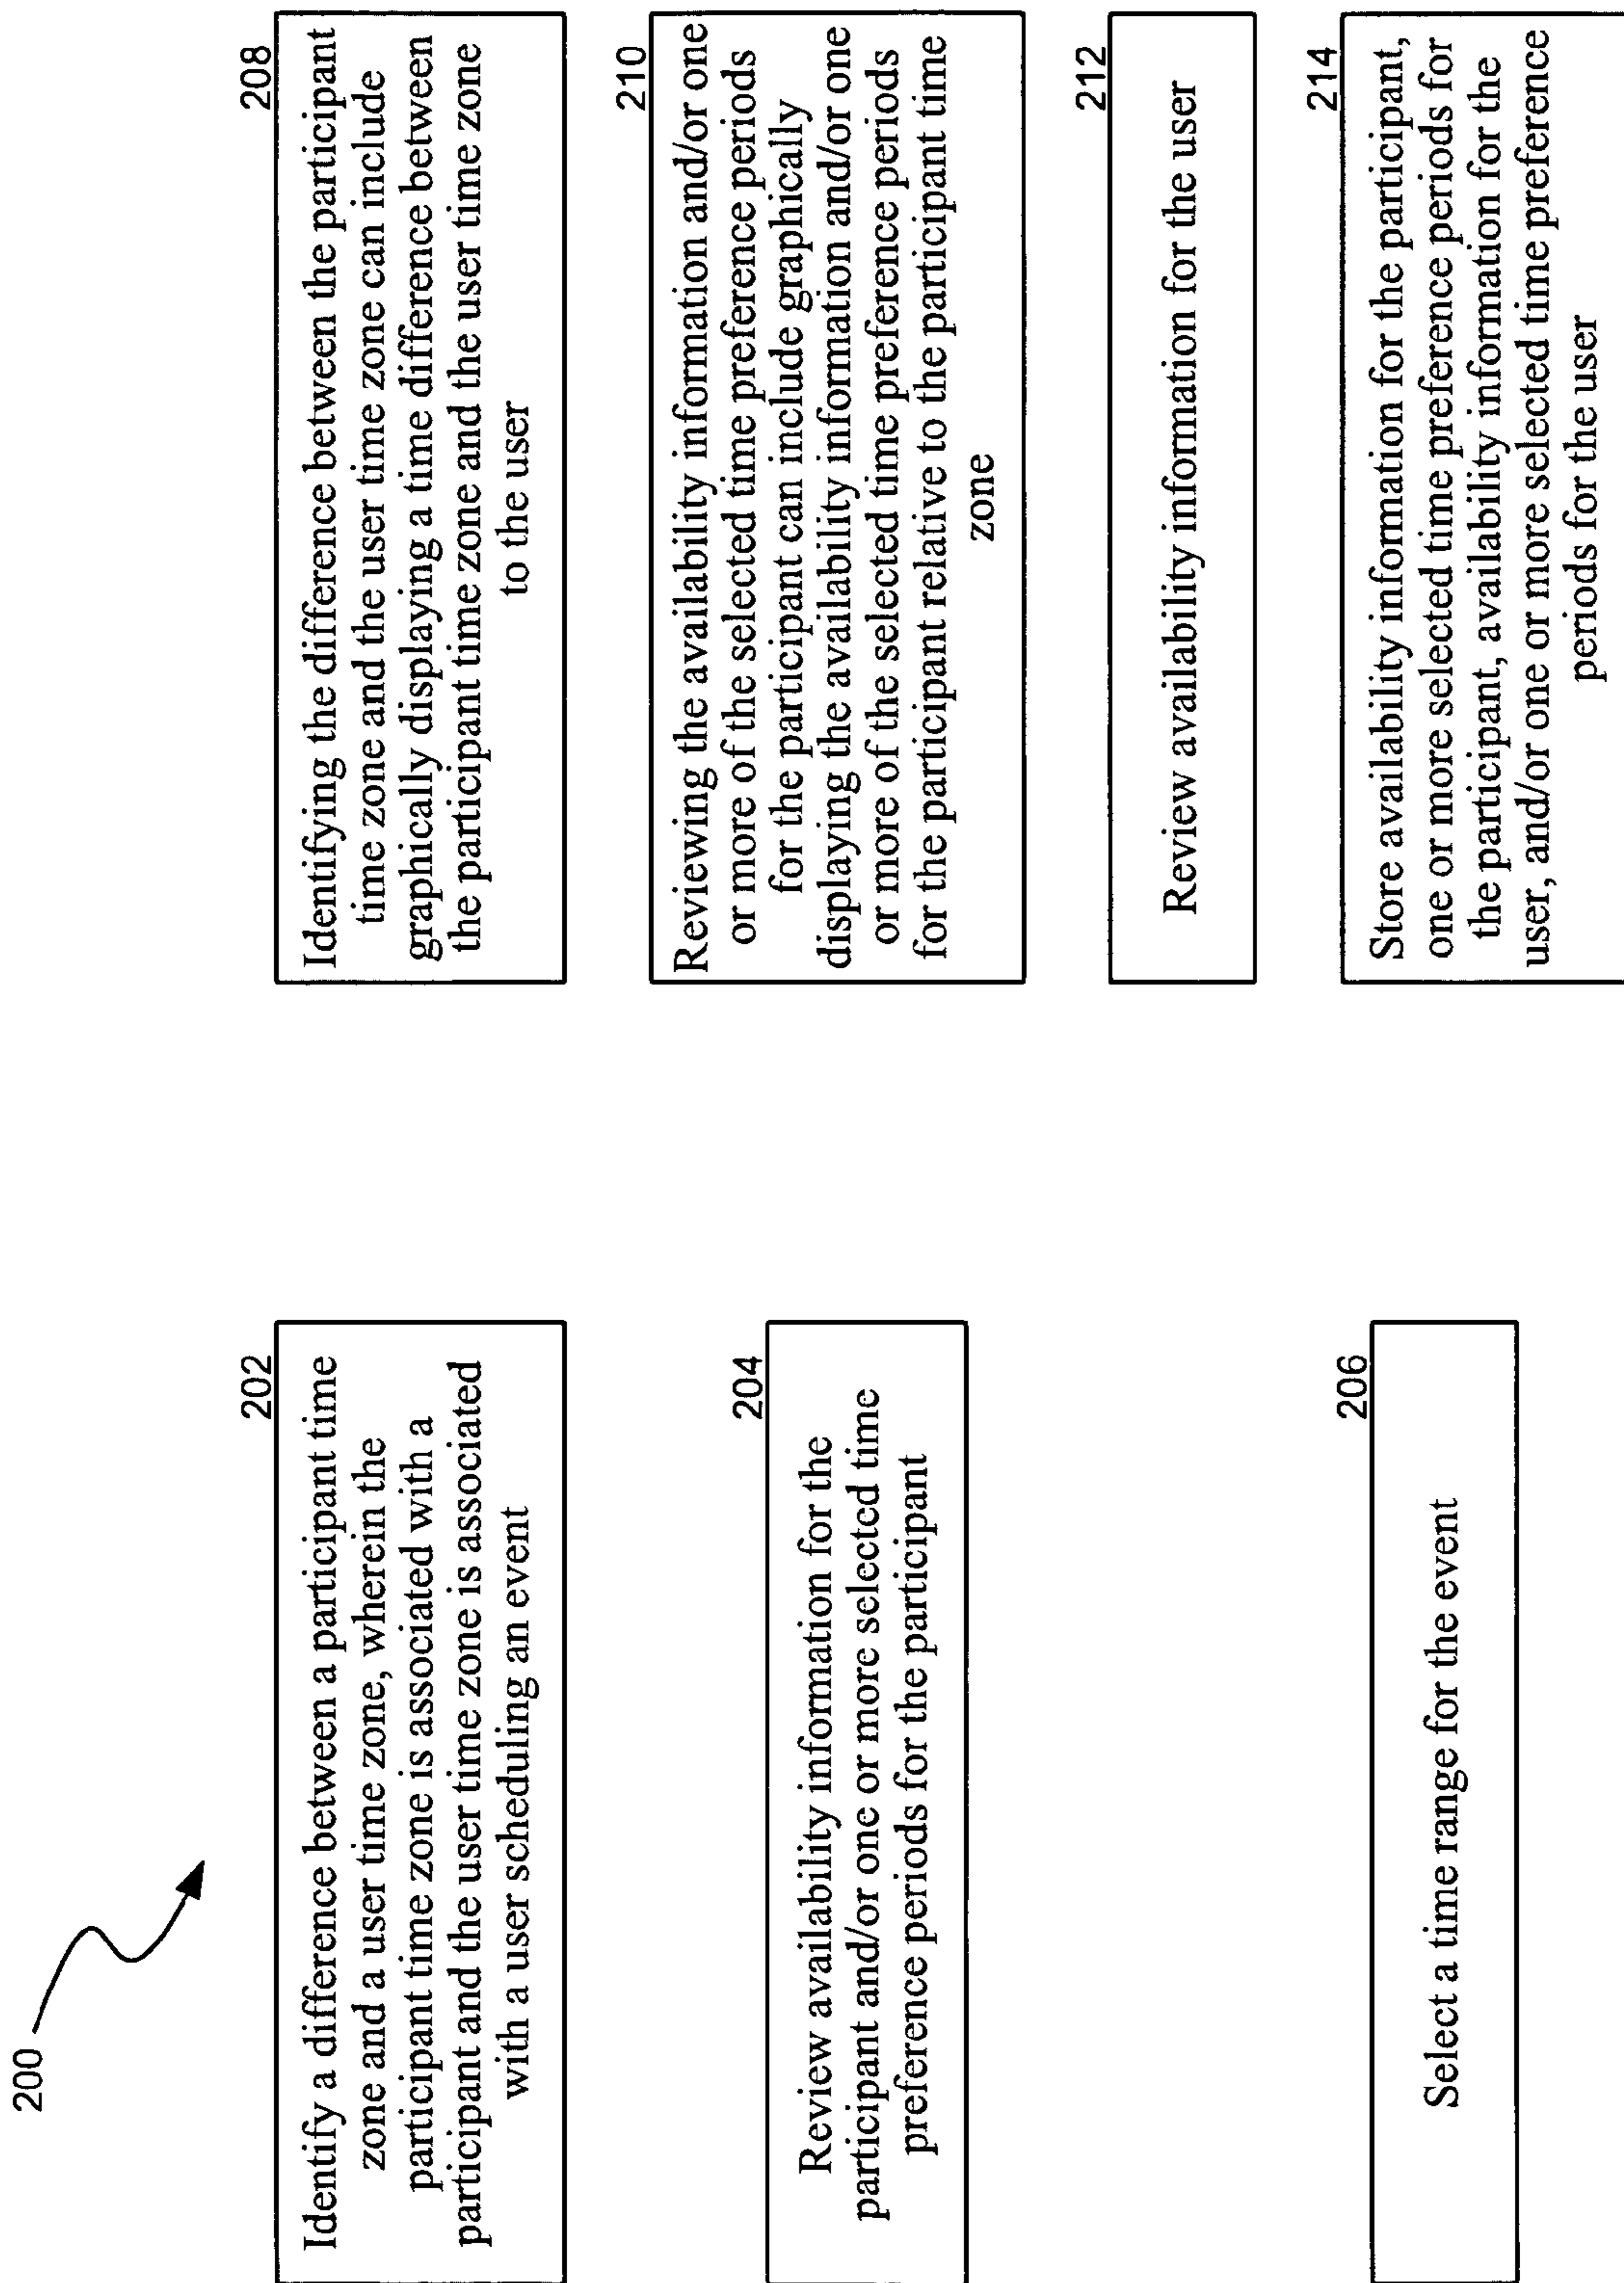 200
202
Identify a difference between a participant time
zone and a user time zone, wherein the
participant time zone is associated with a
participant and the user time zone is associated
with a user scheduling an event
204
Review availability information for the
participant and/or one or more selected time
preference periods for the participant
206
Select a time range for the event
208
Identifying the difference between the participant
time zone and the user time zone can include
graphically displaying a time difference between
the participant time zone and the user time zone
to the user
210
Reviewing the availability information and/or one
or more of the selected time preference periods
for the participant can include graphically
displaying the availability information and/or one
or more of the selected time preference periods
for the participant relative to the participant time
zone
212
Review availability information for the user
214
Store availability information for the participant,
one or more selected time preference periods for
the participant, availability information for the
user, and/or one or more selected time preference
periods for the user